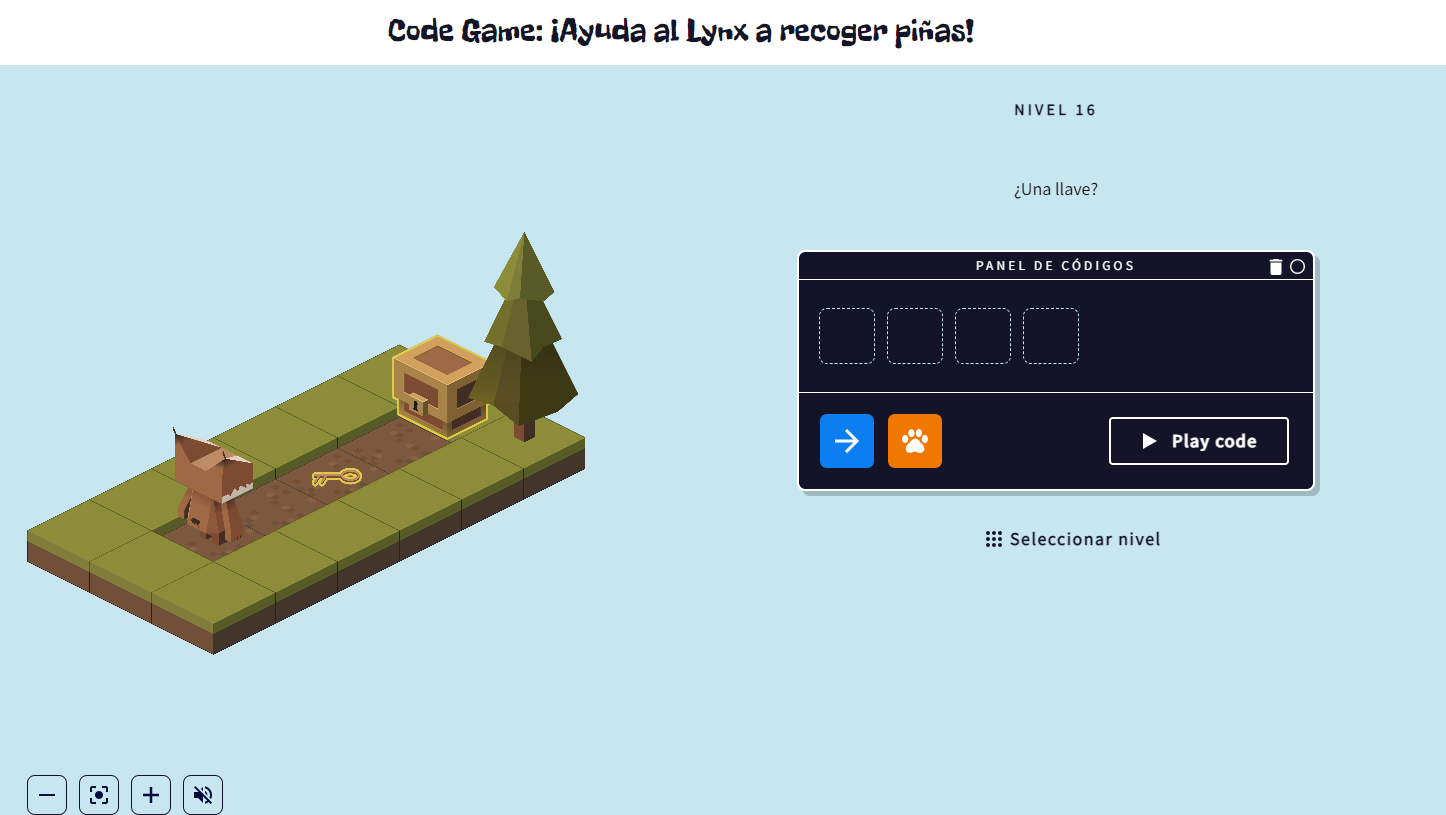 Code Game: ¡Ayuda al Lynx a recoger piñas!
NIVEL 16
¿Una llave?
PANEL DE CÓDIGOS
Play code
Seleccionar nivel